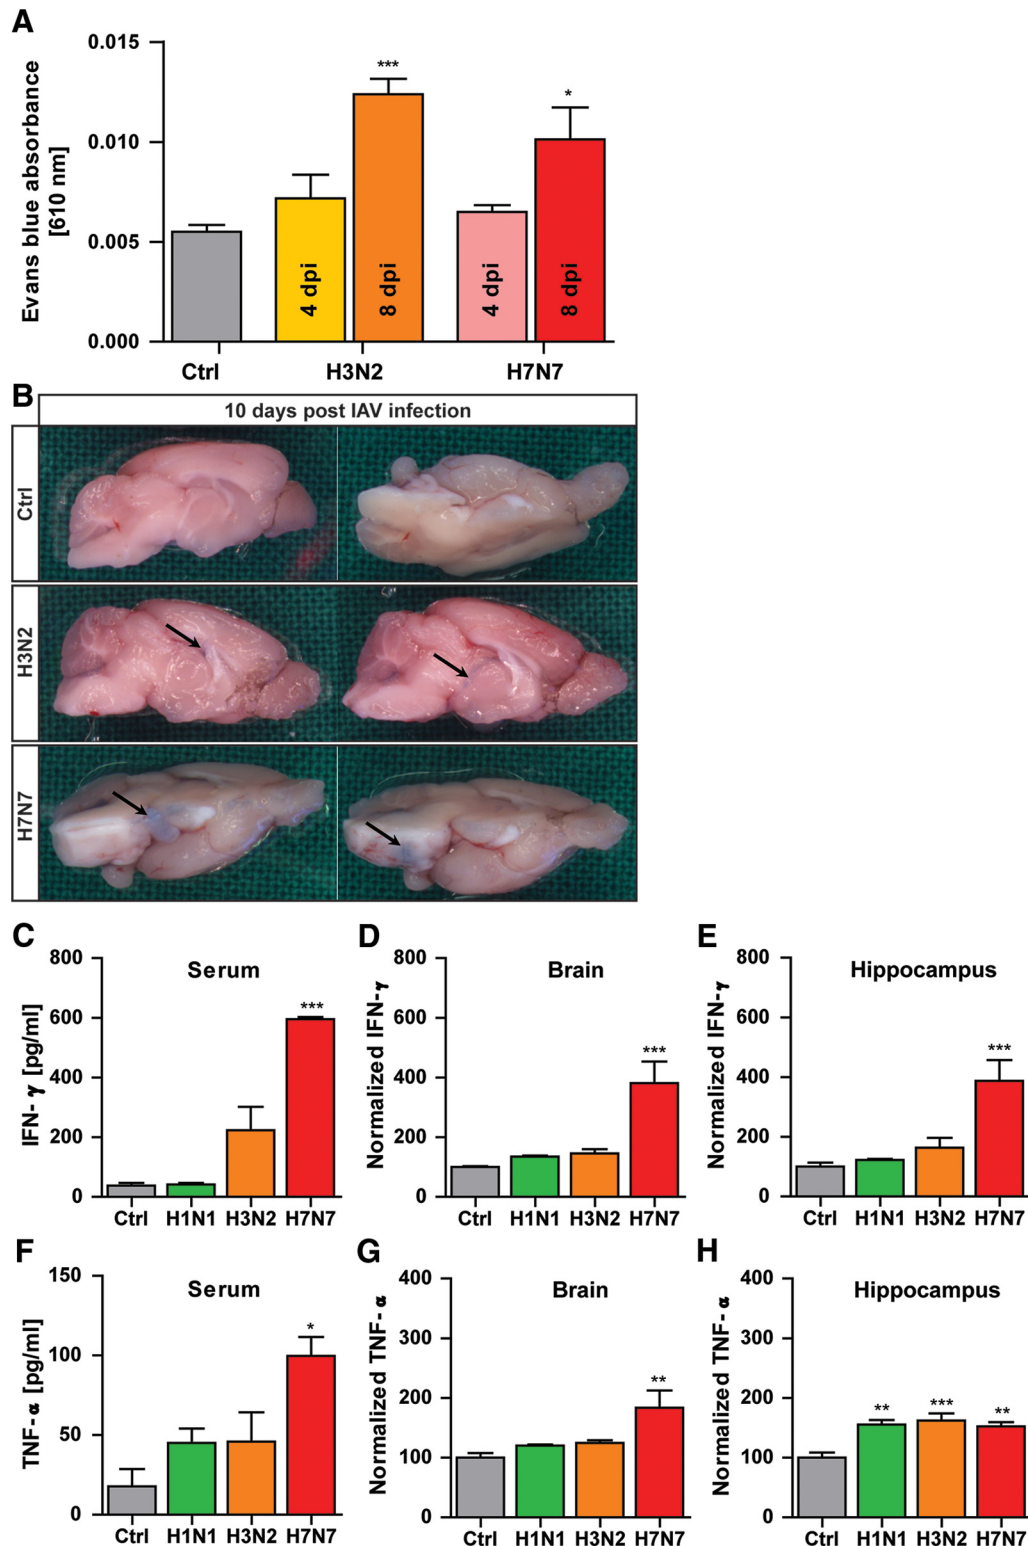 A
Evans blue absorbance
[610 nm]
0.015
0.010
0.005
0.000
***
*
4 dpi
8 dpi
4 dpi
8 dpi
Ctrl
H3N2
H7N7
B
10 days post IAV infection
Ctrl
H3N2
H7N7
C
Serum
IFN-γ [pg/ml]
800
600
400
200
0
***
Ctrl H1N1 H3N2 H7N7
D
Brain
Normalized IFN-γ
800
600
400
200
0
***
Ctrl H1N1 H3N2 H7N7
E
Hippocampus
Normalized IFN-γ
800
600
400
200
0
***
Ctrl H1N1 H3N2 H7N7
F
Serum
TNF-α [pg/ml]
150
100
50
0
*
Ctrl H1N1 H3N2 H7N7
G
Brain
Normalized TNF-α
400
300
200
100
0
**
Ctrl H1N1 H3N2 H7N7
H
Hippocampus
Normalized TNF-α
400
300
200
100
0
** *** **
Ctrl H1N1 H3N2 H7N7